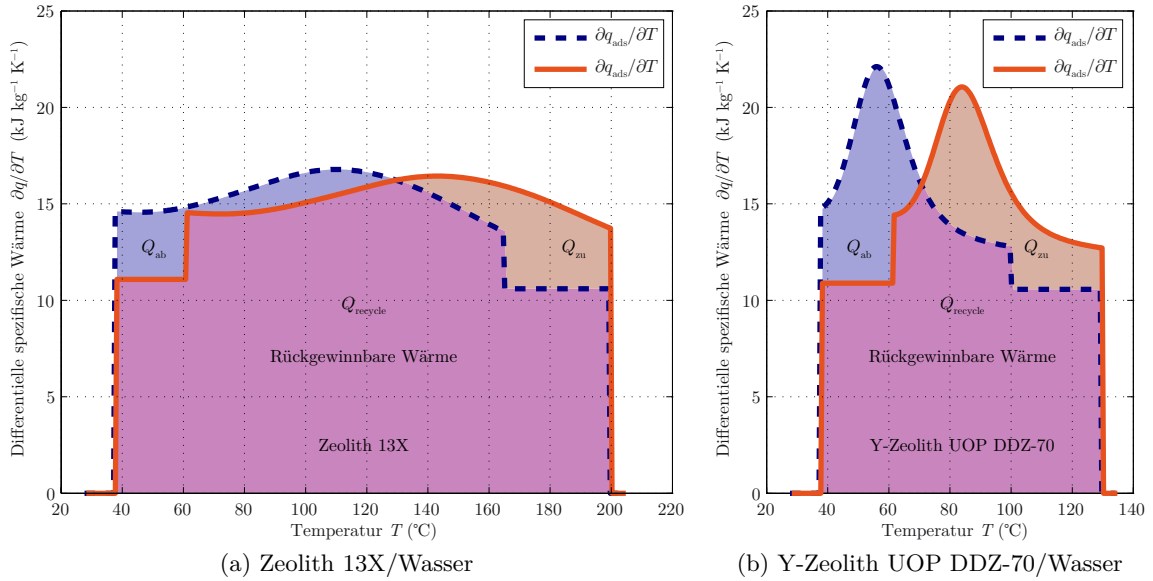 Differentielle spezifische Wärme ∂q/∂T (kJ kg⁻¹ K⁻¹)
25
20
15
10
5
0
∂q_ads/∂T
∂q_ads/∂T
Q_ab
Q_zu
Q_recycle
Rückgewinnbare Wärme
Zeolith 13X
20 40 60 80 100 120 140 160 180 200 220
Temperatur T (°C)
(a) Zeolith 13X/Wasser
Differentielle spezifische Wärme ∂q/∂T (kJ kg⁻¹ K⁻¹)
25
20
15
10
5
0
∂q_ads/∂T
∂q_ads/∂T
Q_ab
Q_zu
Q_recycle
Rückgewinnbare Wärme
Y-Zeolith UOP DDZ-70
20 40 60 80 100 120 140
Temperatur T (°C)
(b) Y-Zeolith UOP DDZ-70/Wasser